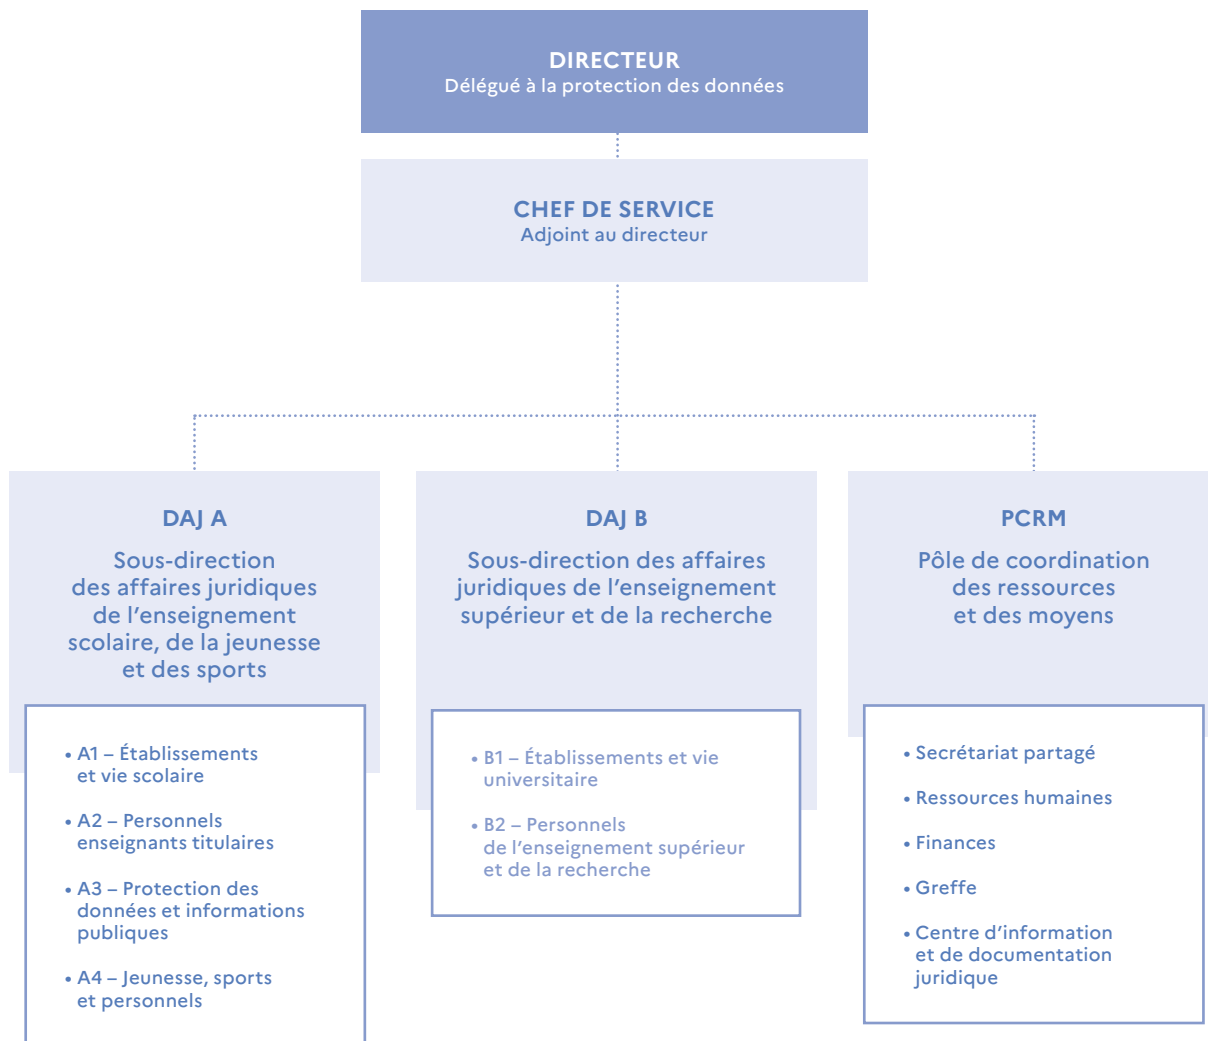 DIRECTEUR
Délégué à la protection des données
CHEF DE SERVICE
Adjoint au directeur
DAJ A
Sous-direction
des affaires juridiques
de l’enseignement
scolaire, de la jeunesse
et des sports
• A1 – Établissements
et vie scolaire
• A2 – Personnels
enseignants titulaires
• A3 – Protection des
données et informations
publiques
• A4 – Jeunesse, sports
et personnels
DAJ B
Sous-direction des affaires
juridiques de l’enseignement
supérieur et de la recherche
• B1 – Établissements et vie
universitaire
• B2 – Personnels
de l’enseignement supérieur
et de la recherche
PCRM
Pôle de coordination
des ressources
et des moyens
• Secrétariat partagé
• Ressources humaines
• Finances
• Greffe
• Centre d’information
et de documentation
juridique